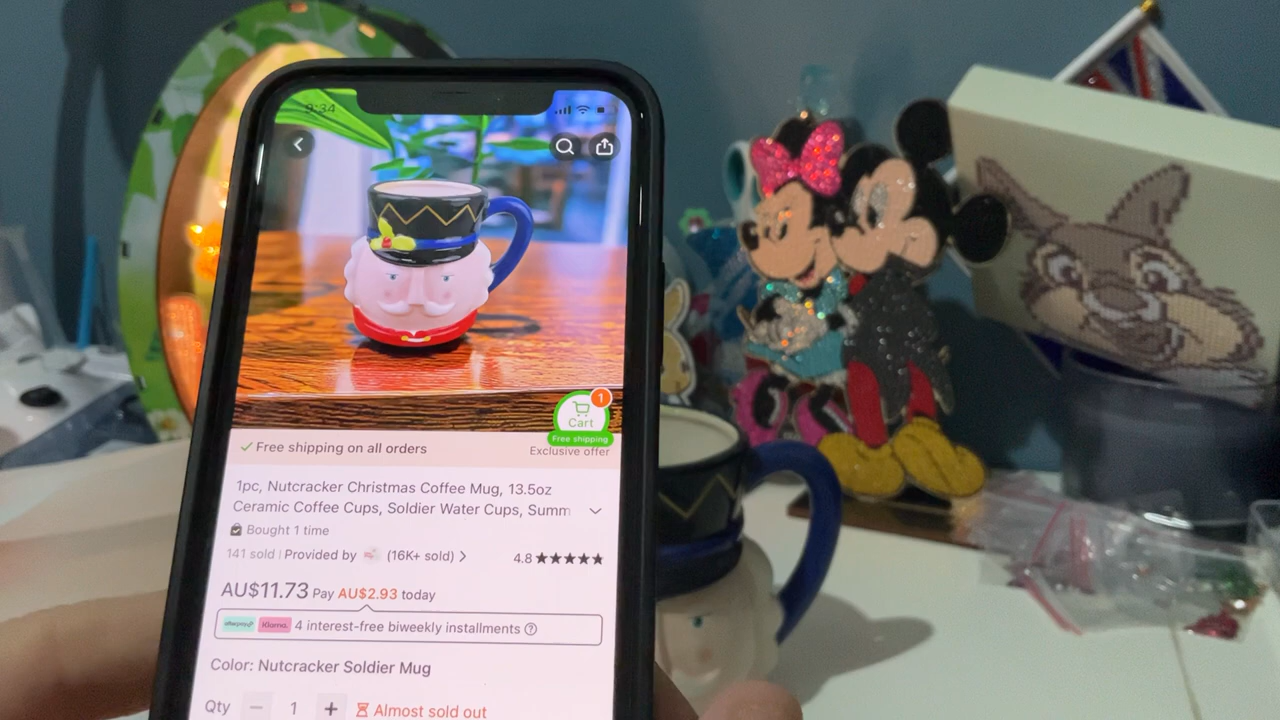 9:34
1
Cart
Free shipping
Free shipping on all orders
Exclusive offer
1pc, Nutcracker Christmas Coffee Mug, 13.5oz
Ceramic Coffee Cups, Soldier Water Cups, Summ
Bought 1 time
141 sold | Provided by (16K+ sold) >
4.8
AU$11.73 Pay AU$2.93 today
afterpay Klarna. 4 interest-free biweekly installments ?
Color: Nutcracker Soldier Mug
Qty − 1 + Almost sold out